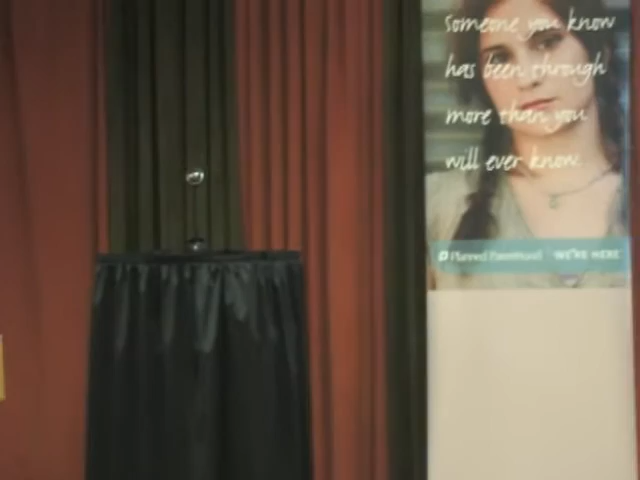 Someone you know
has been through
more than you
will ever know.
Planned Parenthood WE'RE HERE